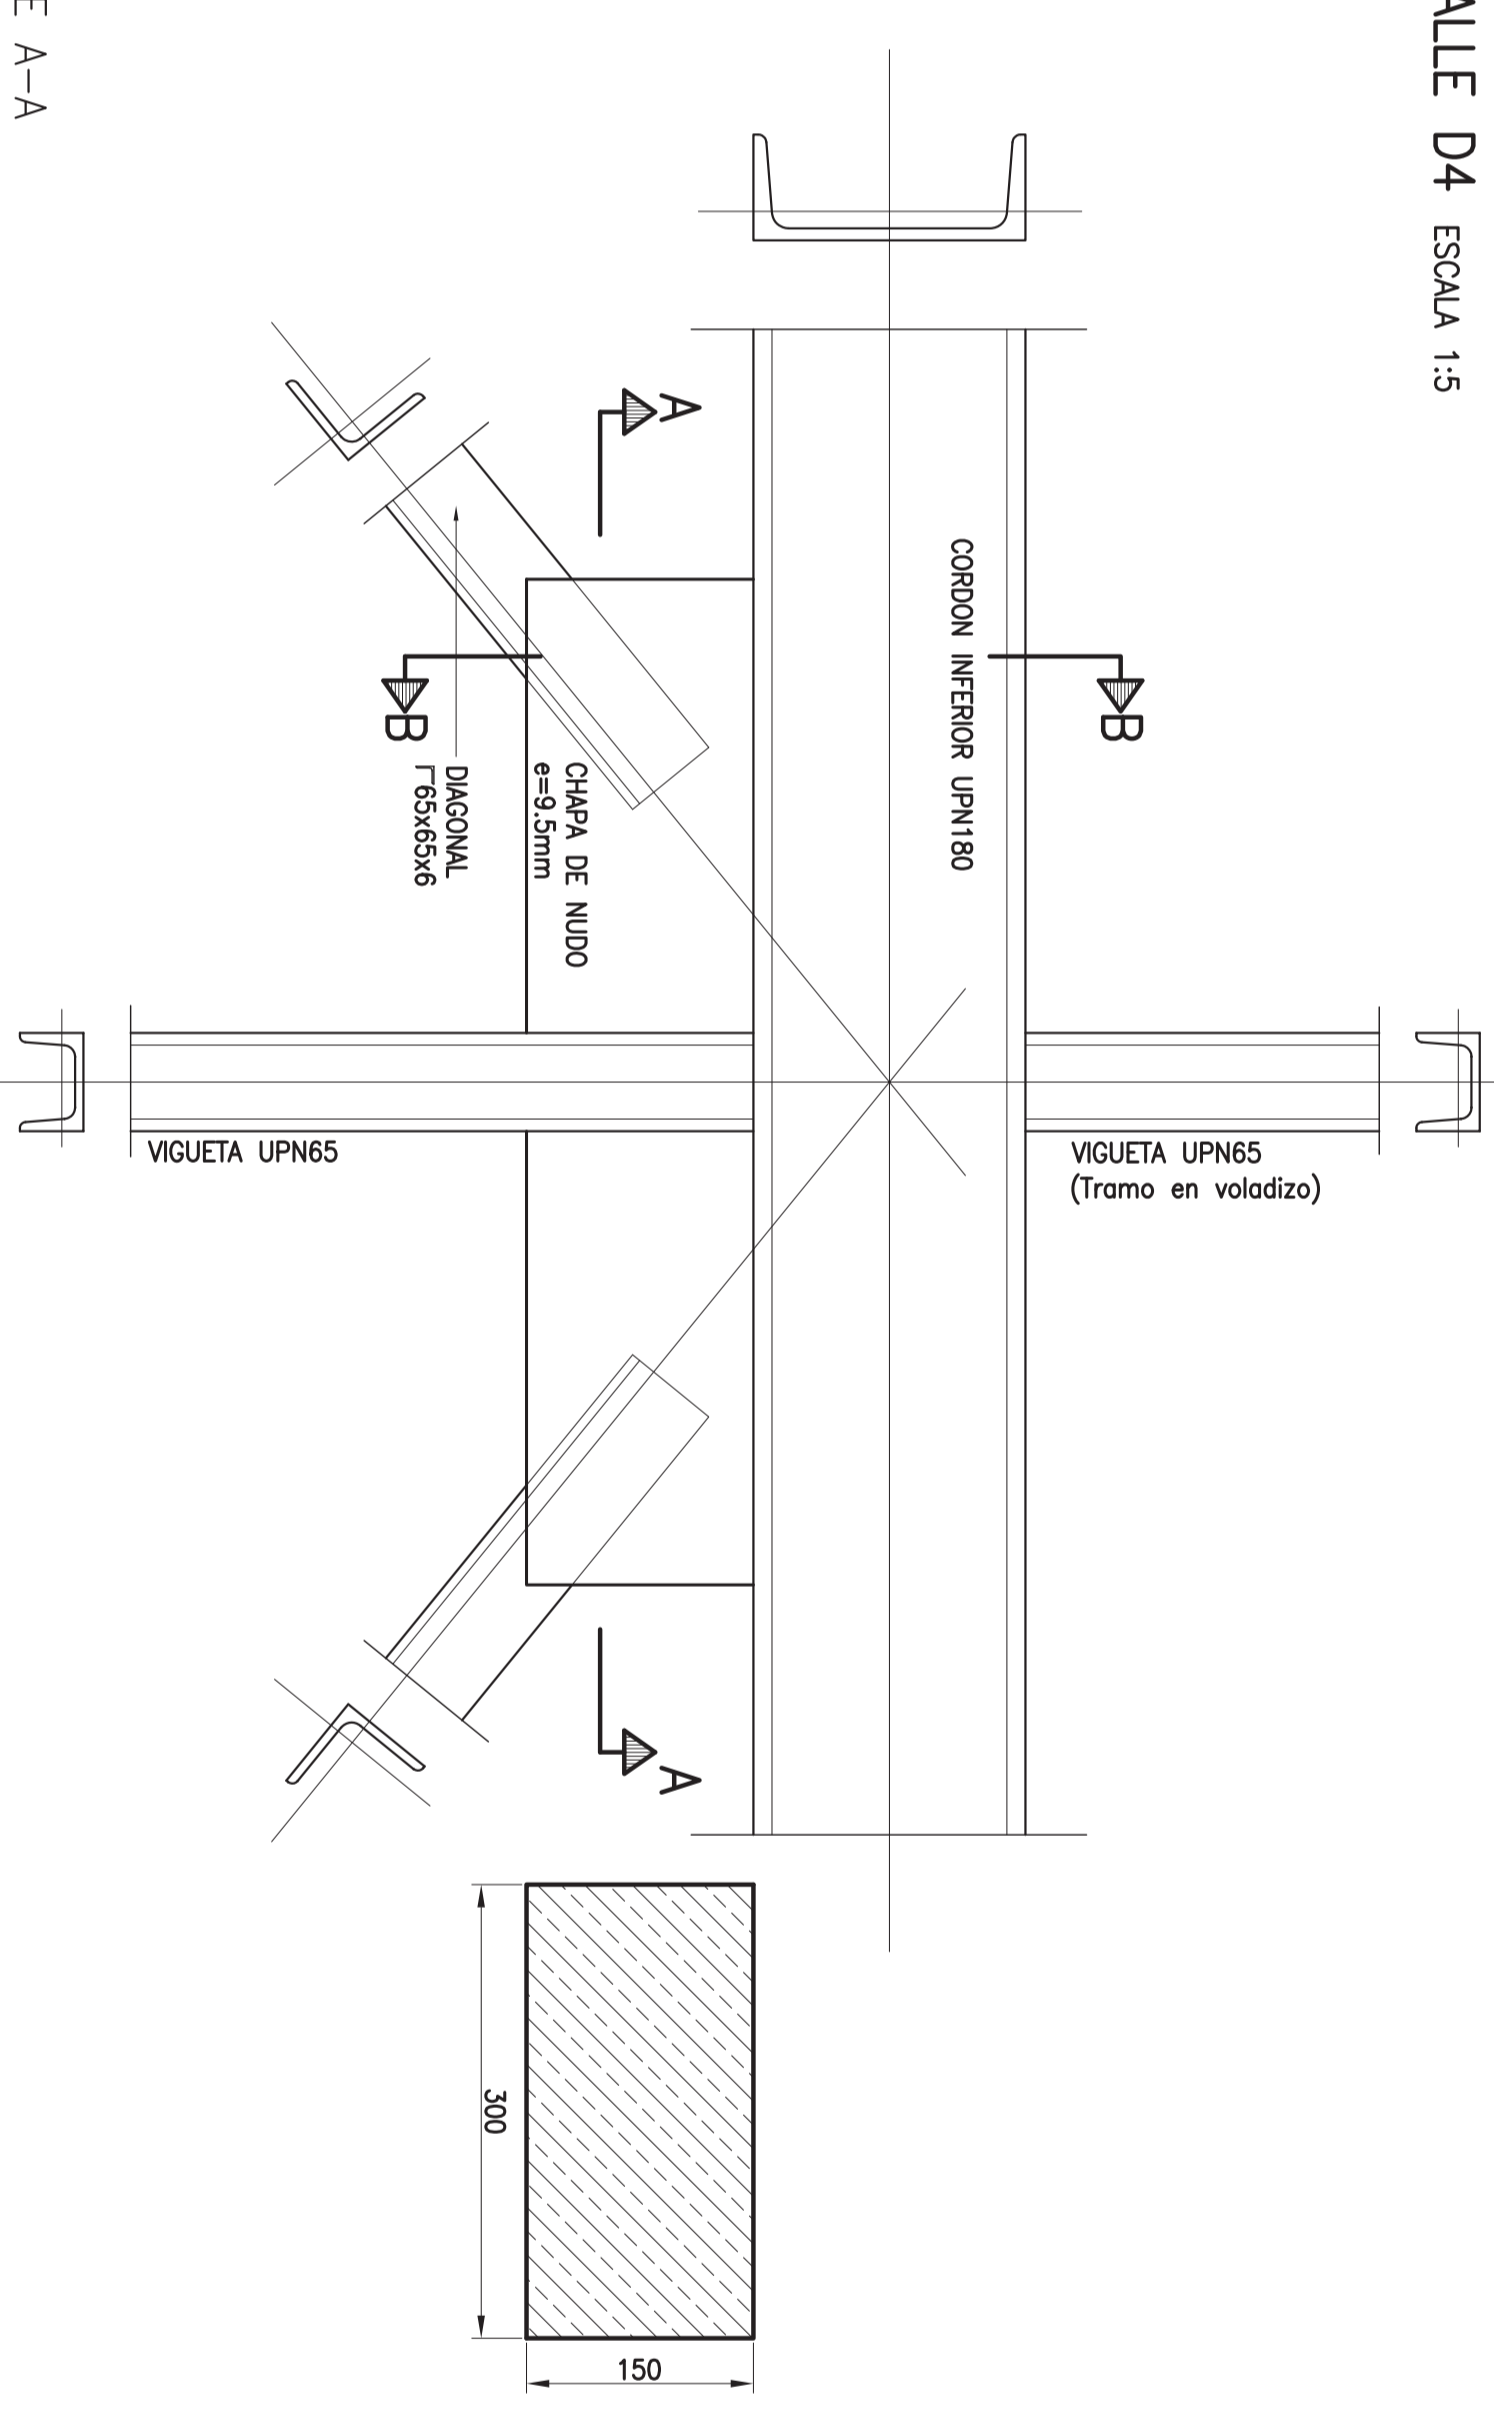 ALLE D4 ESCALA 1:5
A
A
B
B
CORDON INFERIOR UPN180
CHAPA DE NUDO
e=9.5mm
DIAGONAL
65x65x6
VIGUETA UPN65
VIGUETA UPN65
(Tramo en voladizo)
300
150
E A-A